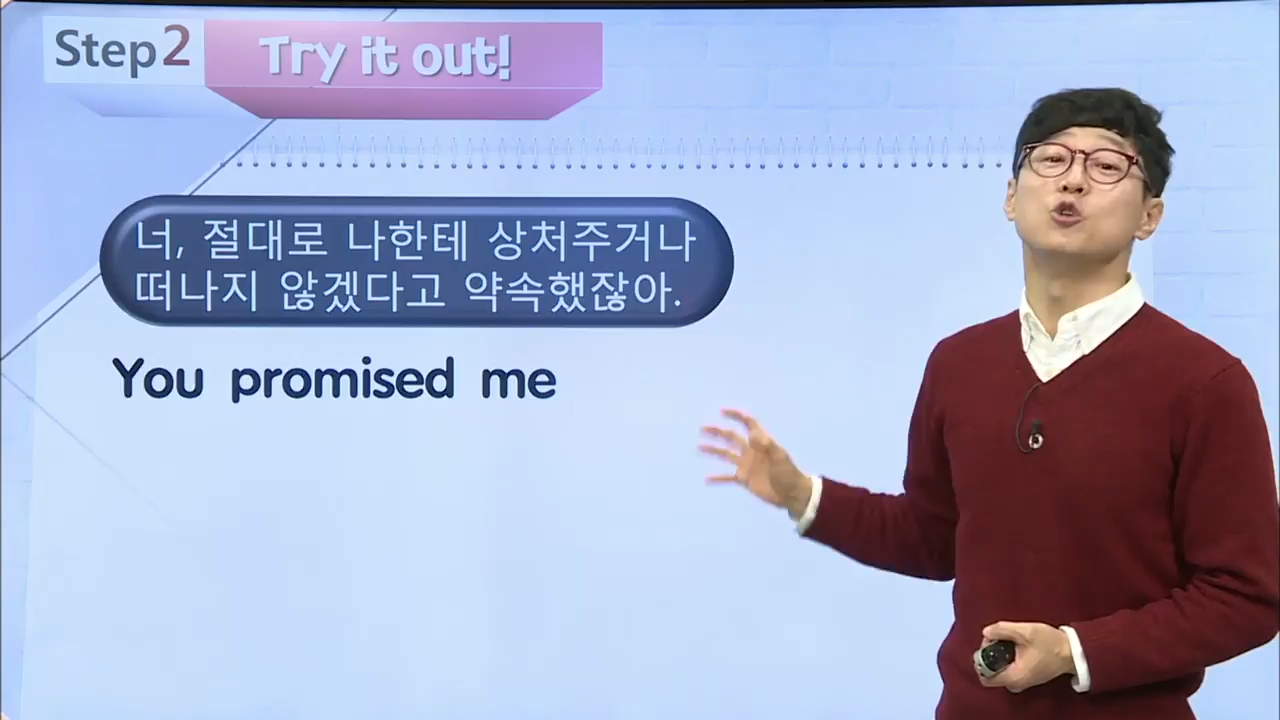 Step2
Try it out!
너, 절대로 나한테 상처주거나
떠나지 않겠다고 약속했잖아.
You promised me